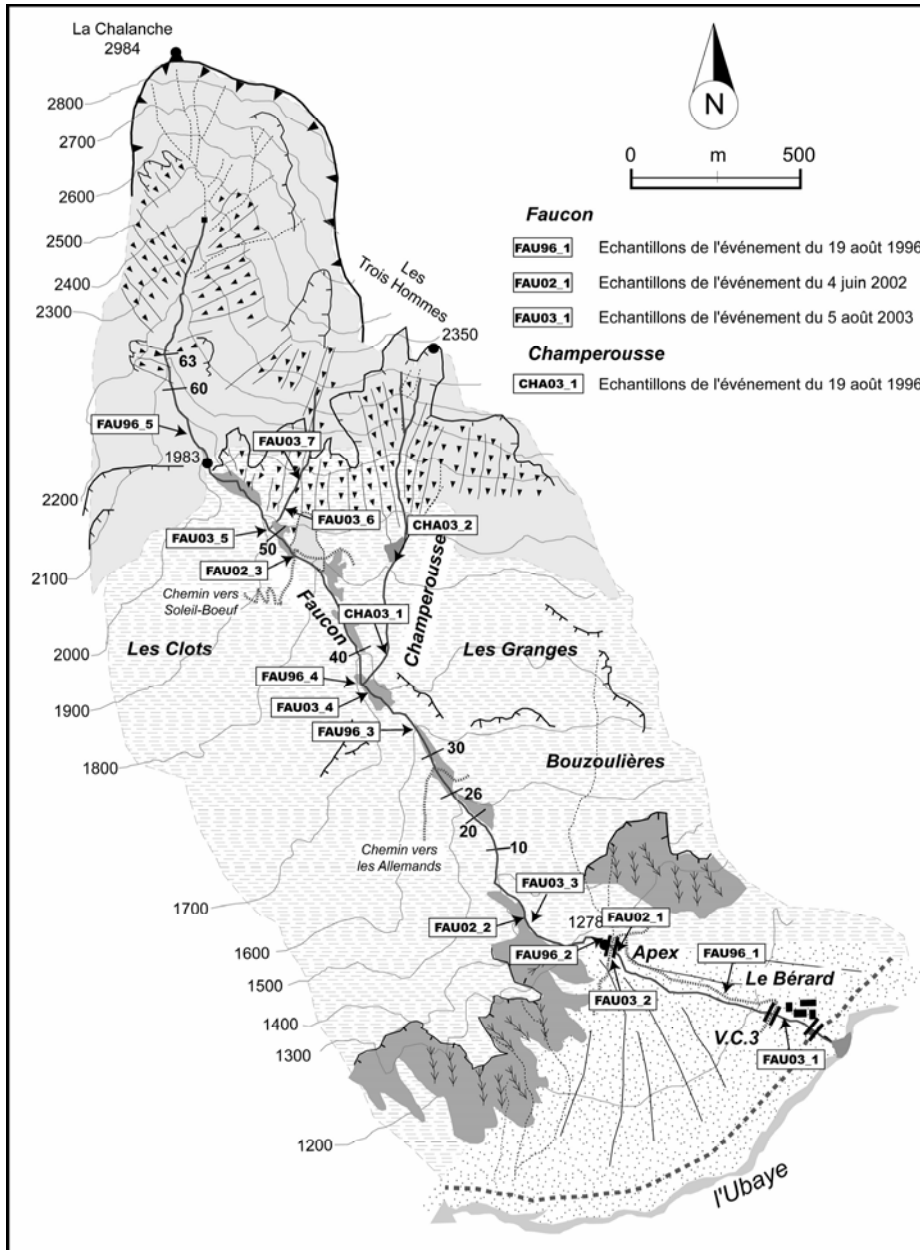 La Chalanche
2984
2800
2700
2600
2500
2400
2300
N
0 m 500
Faucon
FAU96_1 Echantillons de l'événement du 19 août 1996
FAU02_1 Echantillons de l'événement du 4 juin 2002
FAU03_1 Echantillons de l'événement du 5 août 2003
Champerousse
CHA03_1 Echantillons de l'événement du 19 août 1996
Les
Trois Hommes
2350
63
60
FAU96_5
1983
FAU03_7
2200
FAU03_6
CHA03_2
FAU03_5
50
FAU02_3
2100
Chemin vers
Soleil-Boeuf
Faucon
CHA03_1
Champerousse
Les Clots
Les Granges
2000
40
FAU96_4
1900
FAU03_4
FAU96_3
1800
30
Bouzoulières
26
20
Chemin vers
les Allemands
10
1700
FAU03_3
FAU02_2
1278
FAU02_1
1600
FAU96_2
Apex
FAU96_1
Le Bérard
1500
FAU03_2
1400
V.C.3
1300
FAU03_1
1200
l'Ubaye